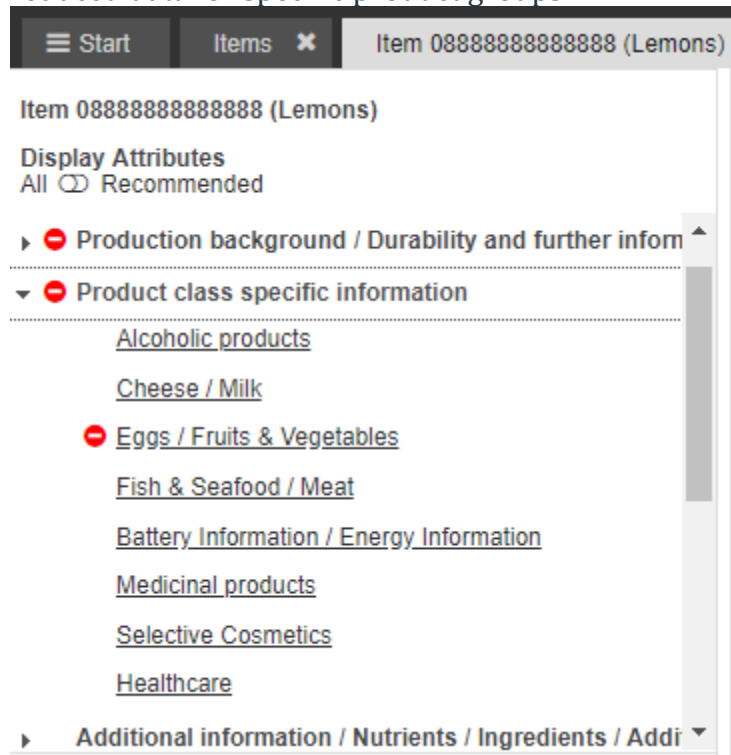 Start Items ✖ Item 08888888888888 (Lemons)
Item 08888888888888 (Lemons)
Display Attributes
All Recommended
Production background / Durability and further inform
Product class specific information
Alcoholic products
Cheese / Milk
Eggs / Fruits & Vegetables
Fish & Seafood / Meat
Battery Information / Energy Information
Medicinal products
Selective Cosmetics
Healthcare
Additional information / Nutrients / Ingredients / Addi